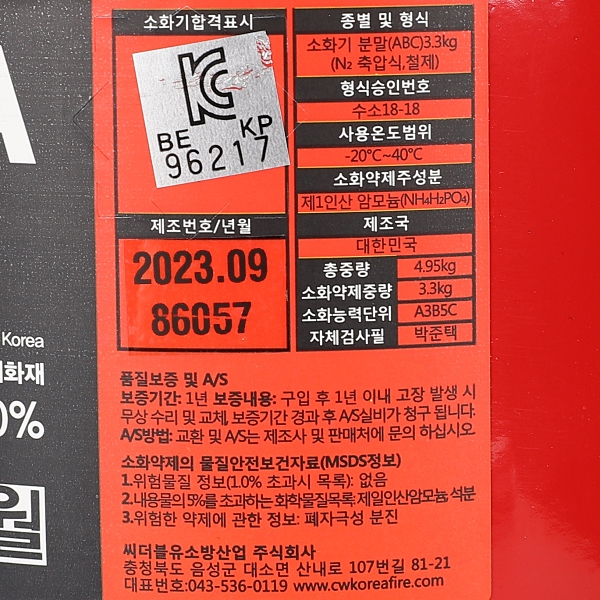 A
Korea
화재
0%
월
소화기합격표시
KC
BE KP
96217
제조번호/년월
2023.09
86057
종별 및 형식
소화기 분말(ABC)3.3kg
(N₂ 축압식,철제)
형식승인번호
수소18-18
사용온도범위
-20℃~40℃
소화약제주성분
제1인산 암모늄(NH₄H₂PO₄)
제조국
대한민국
총중량 4.95kg
소화약제중량 3.3kg
소화능력단위 A3B5C
자체검사필 박준택
품질보증 및 A/S
보증기간: 1년 보증내용: 구입 후 1년 이내 고장 발생 시
무상 수리 및 교체, 보증기간 경과 후 A/S실비가 청구 됩니다.
A/S방법: 교환 및 A/S는 제조사 및 판매처에 문의 하십시오.
소화약제의 물질안전보건자료(MSDS정보)
1.위험물질 정보(1.0% 초과시 목록): 없음
2.내용물의5%를 초과하는 화학물질목록: 제일인산암모늄, 석분
3.위험한 약제에 관한 정보: 폐자극성 분진
씨더블유소방산업 주식회사
충청북도 음성군 대소면 산내로 107번길 81-21
대표번호:043-536-0119 www.cwkoreafire.com